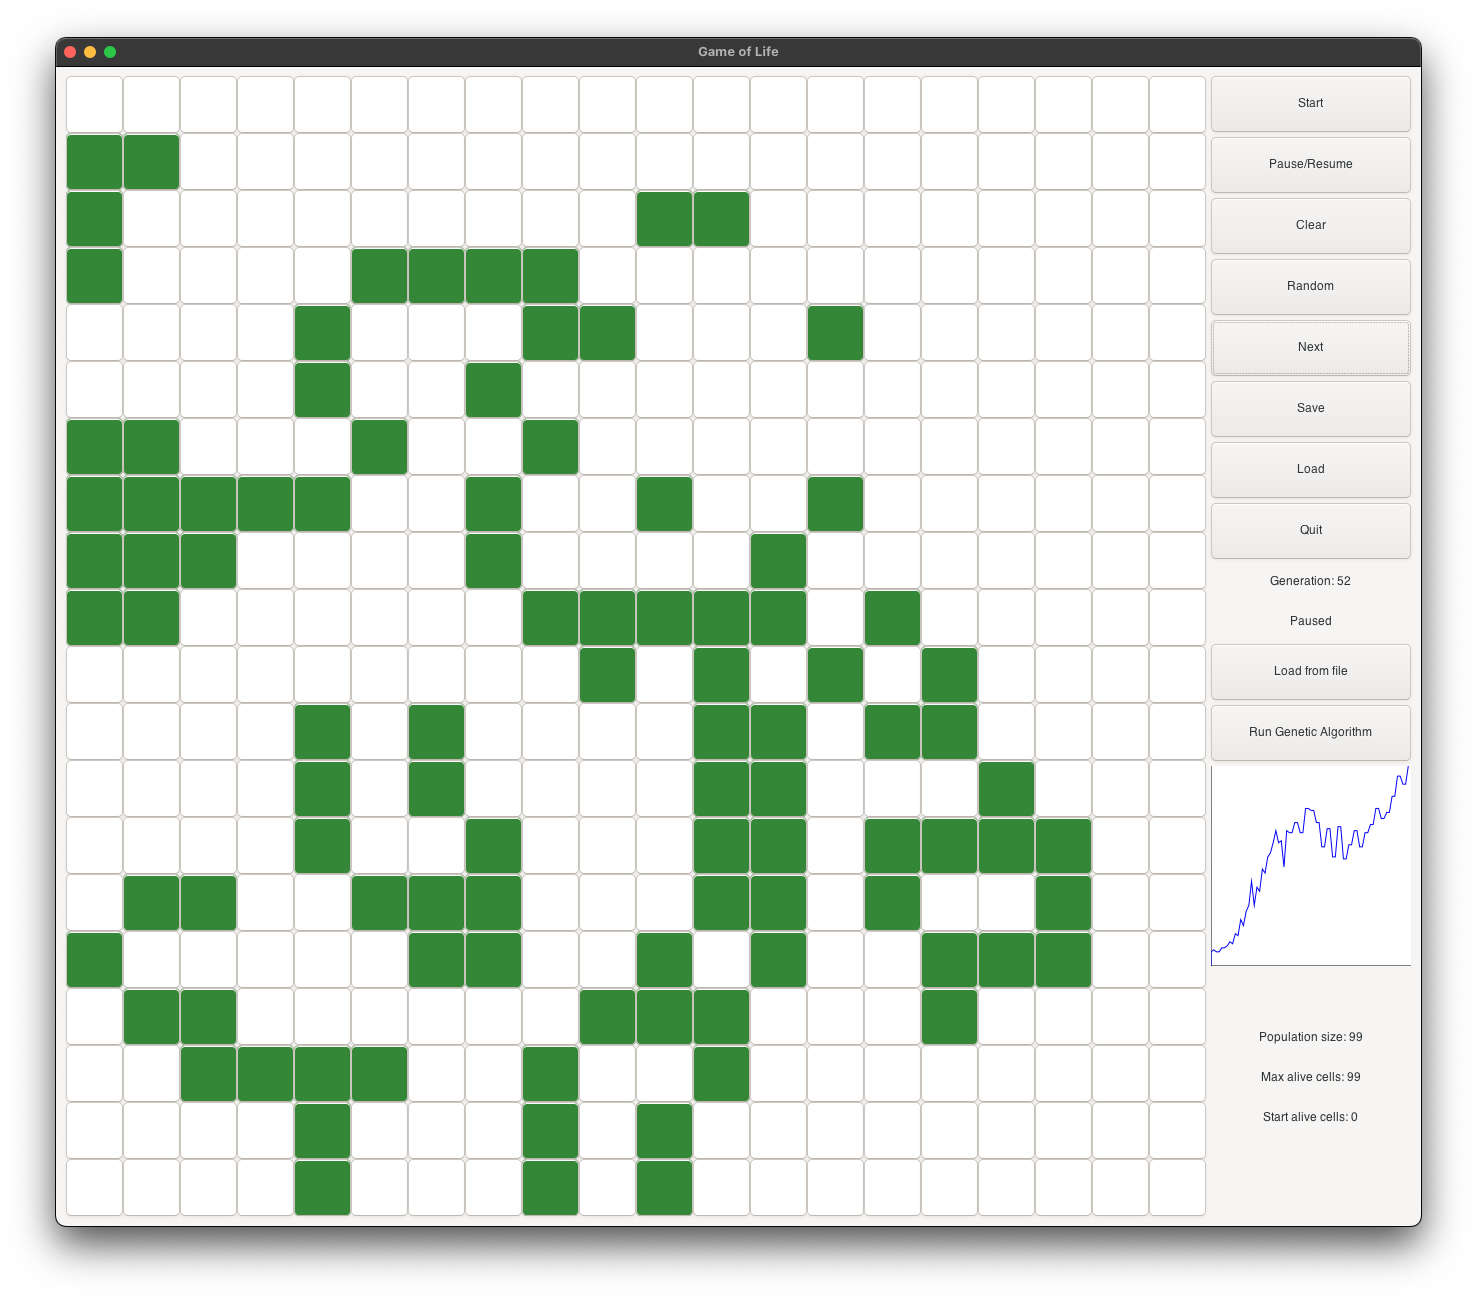 Game of Life
Start
Pause/Resume
Clear
Random
Next
Save
Load
Quit
Generation: 52
Paused
Load from file
Run Genetic Algorithm
Population size: 99
Max alive cells: 99
Start alive cells: 0